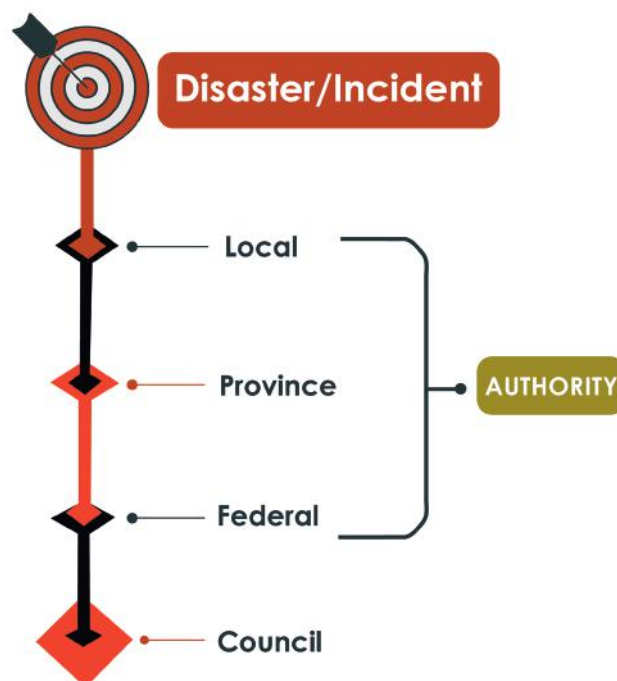 Disaster/Incident
Local
Province
AUTHORITY
Federal
Council